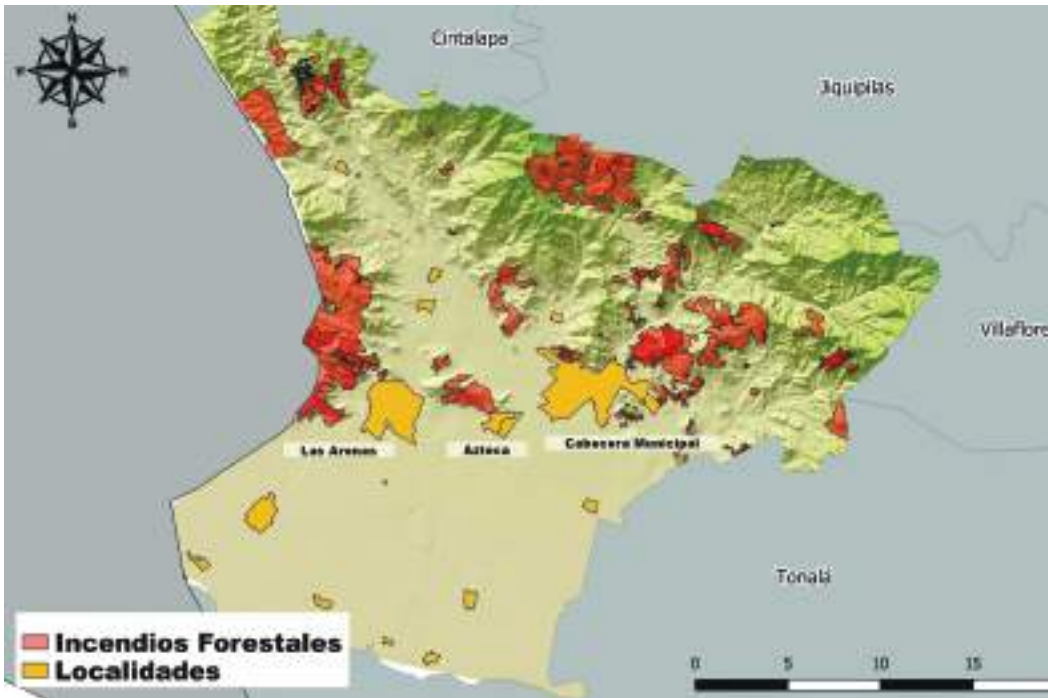 N
Cintalapa
Jiquipilas
S
Villaflore
Las Arenas
Azteca
Cabecera Municipal
Tonalá
Incendios Forestales
Localidades
0 5 10 15